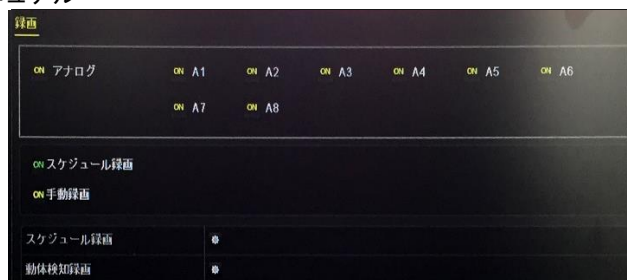 録画
ON アナログ ON A1 ON A2 ON A3 ON A4 ON A5 ON A6
ON A7 ON A8
ON スケジュール録画
ON 手動録画
スケジュール録画
動体検知録画